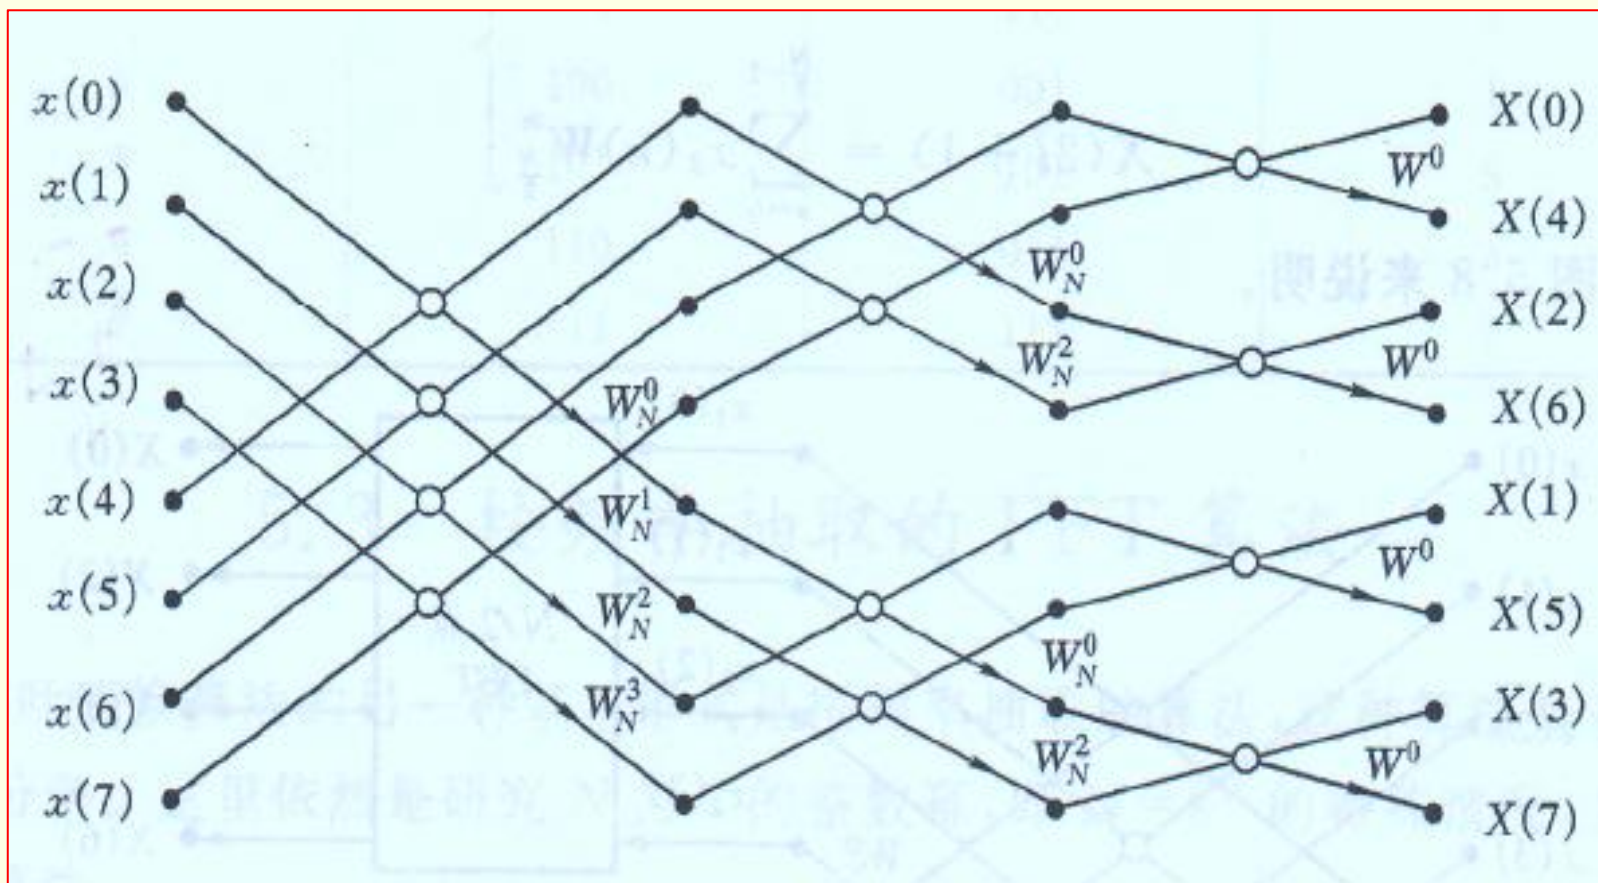 x(0)
x(1)
x(2)
x(3)
x(4)
x(5)
x(6)
x(7)
W_N^0
W_N^1
W_N^2
W_N^3
W_N^0
W_N^2
W_N^0
W_N^2
W^0
W^0
W^0
W^0
X(0)
X(4)
X(2)
X(6)
X(1)
X(5)
X(3)
X(7)